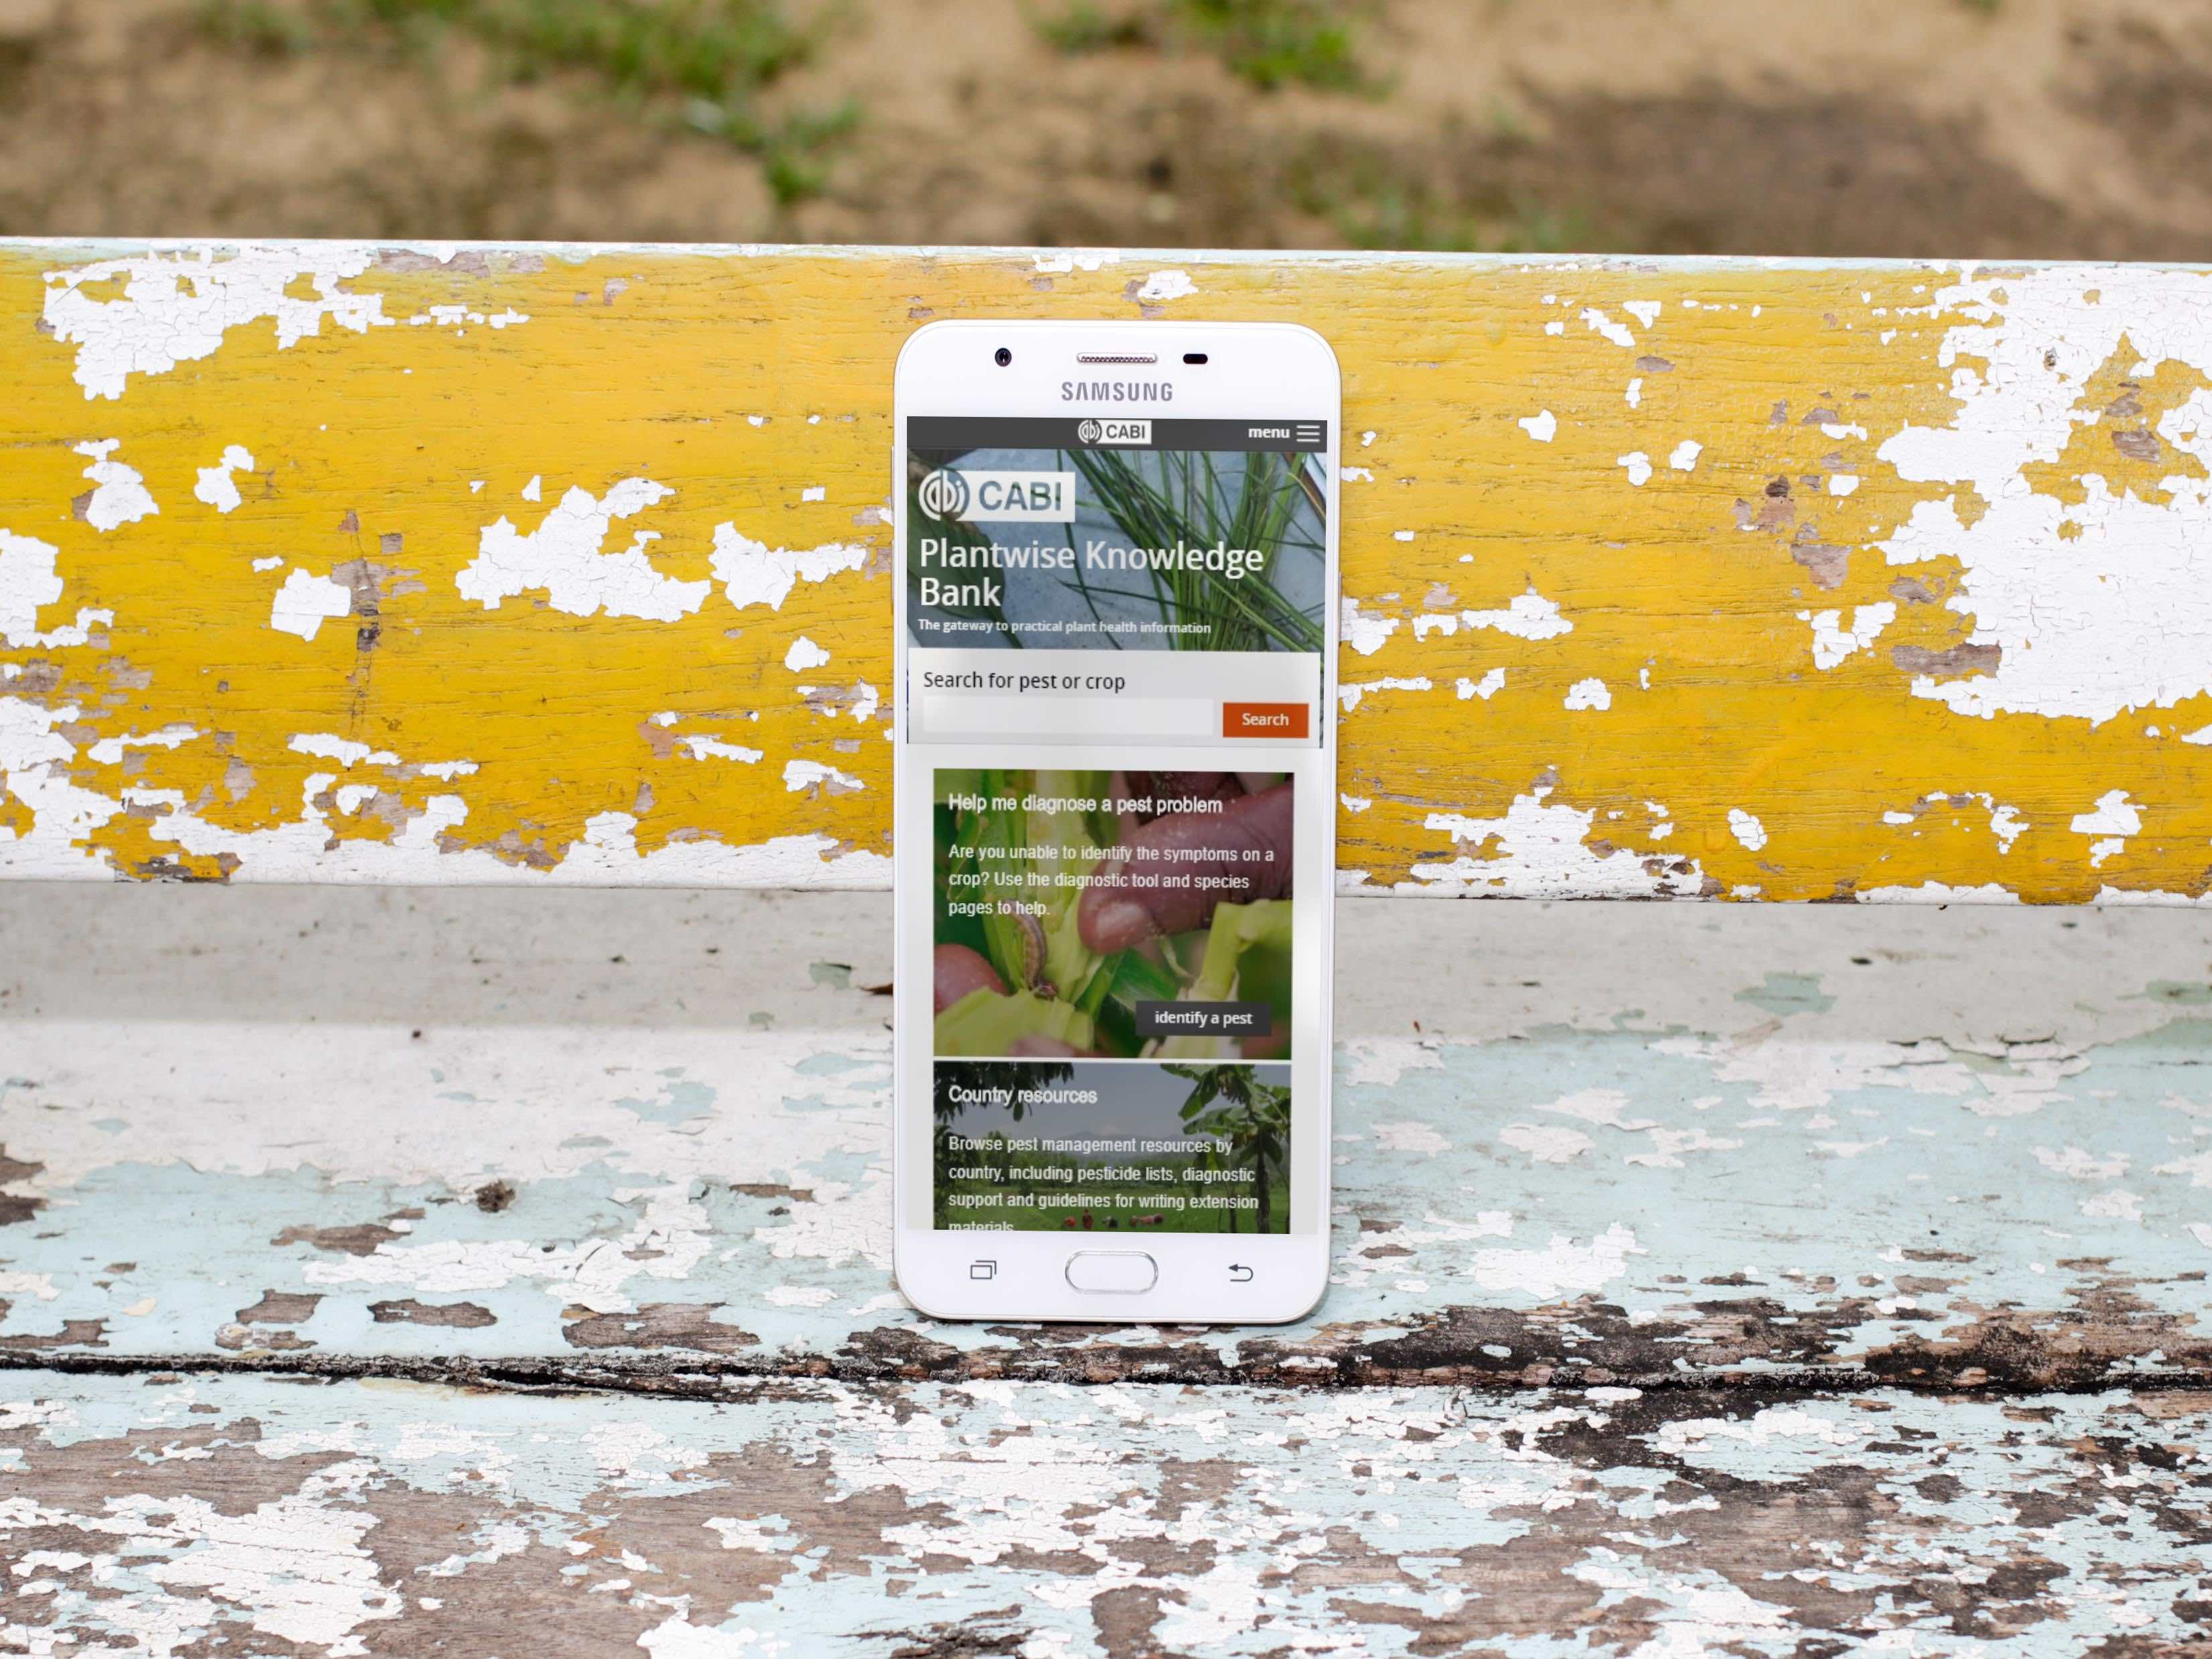 SAMSUNG
CABI menu
CABI
Plantwise Knowledge
Bank
The gateway to practical plant health information
Search for pest or crop
Search
Help me diagnose a pest problem
Are you unable to identify the symptoms on a
crop? Use the diagnostic tool and species
pages to help.
identify a pest
Country resources
Browse pest management resources by
country, including pesticide lists, diagnostic
support and guidelines for writing extension
materials